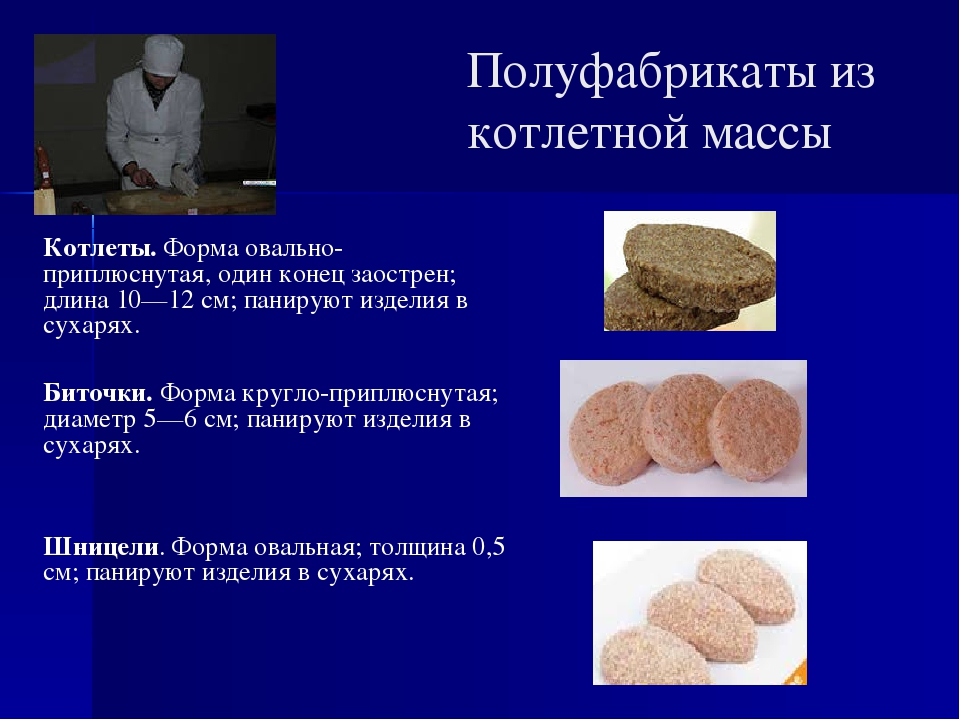 Полуфабрикаты из
котлетной массы
Котлеты. Форма овально-
приплюснутая, один конец заострен;
длина 10—12 см; панируют изделия в
сухарях.
Биточки. Форма кругло-приплюснутая;
диаметр 5—6 см; панируют изделия в
сухарях.
Шницели. Форма овальная; толщина 0,5
см; панируют изделия в сухарях.